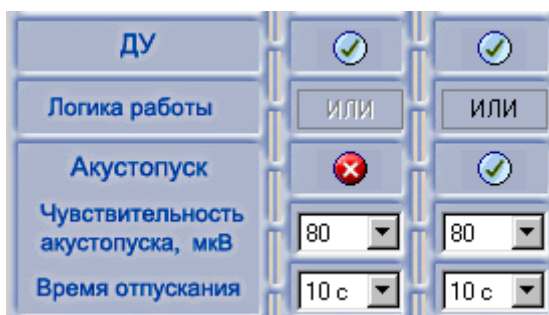 ДУ
Логика работы ИЛИ ИЛИ
Акустопуск
Чувствительность
акустопуска, мкВ 80 80
Время отпускания 10 с 10 с